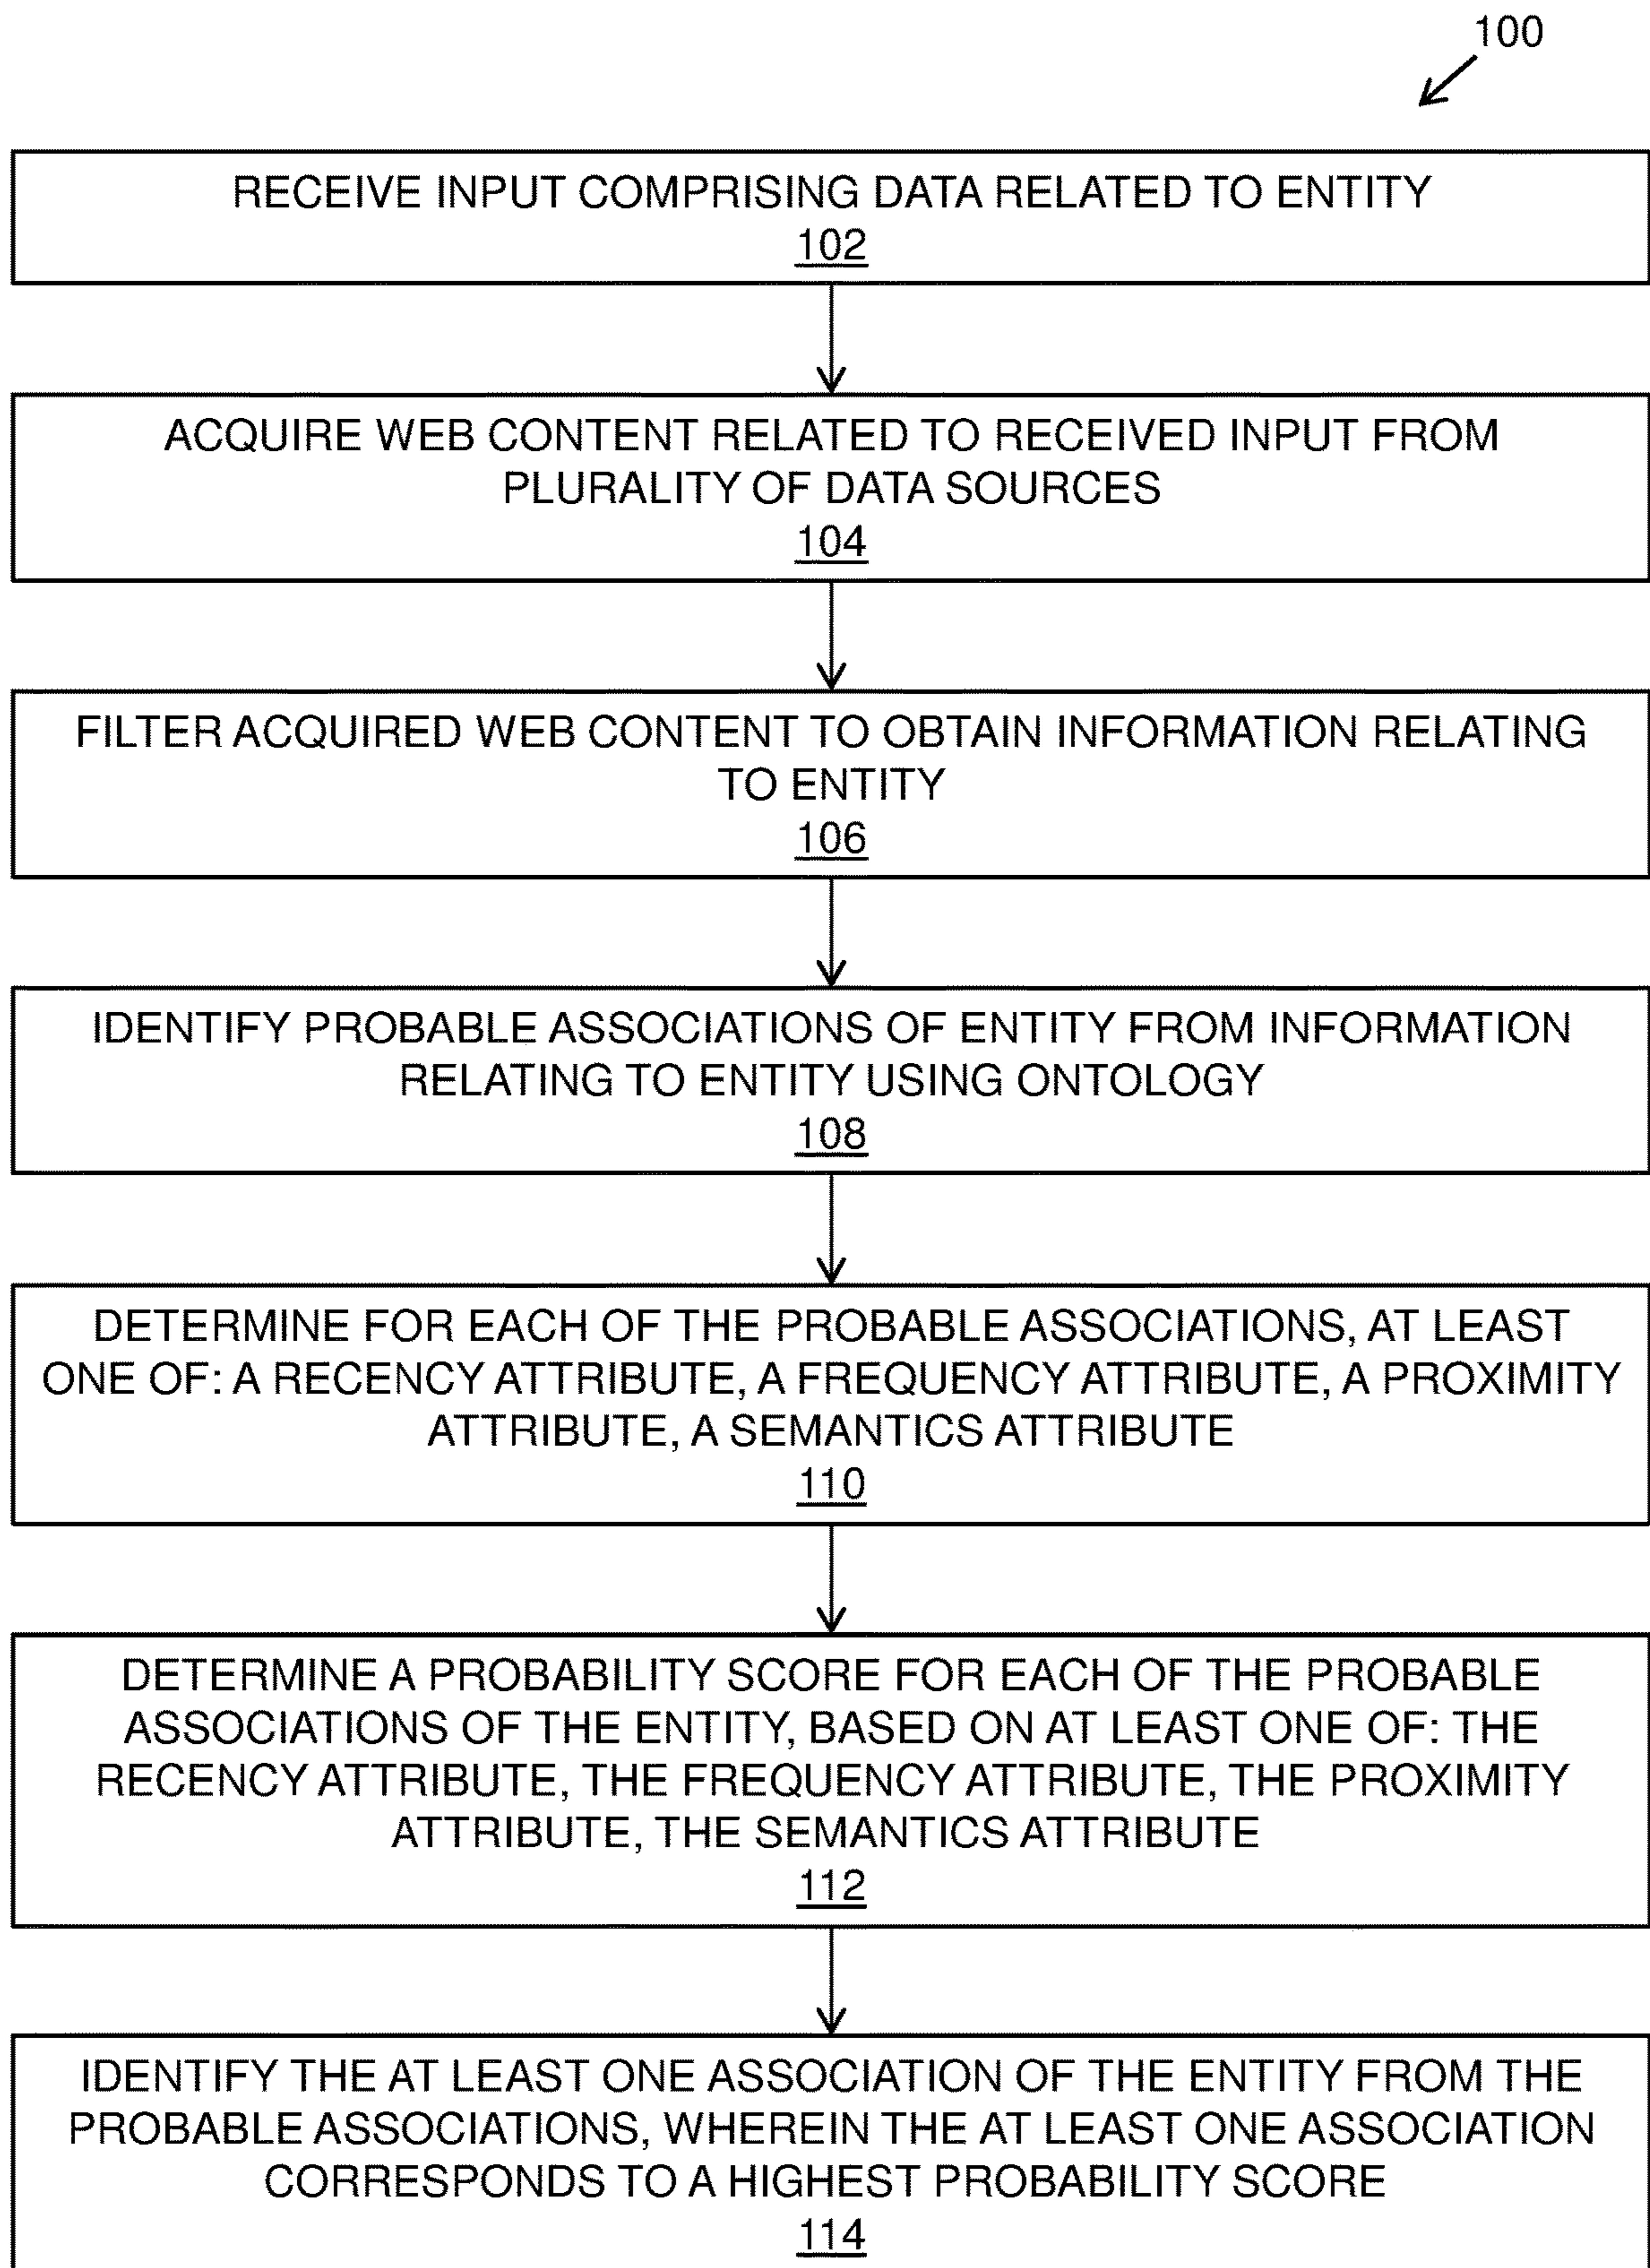 100
RECEIVE INPUT COMPRISING DATA RELATED TO ENTITY
102
ACQUIRE WEB CONTENT RELATED TO RECEIVED INPUT FROM
PLURALITY OF DATA SOURCES
104
FILTER ACQUIRED WEB CONTENT TO OBTAIN INFORMATION RELATING
TO ENTITY
106
IDENTIFY PROBABLE ASSOCIATIONS OF ENTITY FROM INFORMATION
RELATING TO ENTITY USING ONTOLOGY
108
DETERMINE FOR EACH OF THE PROBABLE ASSOCIATIONS, AT LEAST
ONE OF: A RECENCY ATTRIBUTE, A FREQUENCY ATTRIBUTE, A PROXIMITY
ATTRIBUTE, A SEMANTICS ATTRIBUTE
110
DETERMINE A PROBABILITY SCORE FOR EACH OF THE PROBABLE
ASSOCIATIONS OF THE ENTITY, BASED ON AT LEAST ONE OF: THE
RECENCY ATTRIBUTE, THE FREQUENCY ATTRIBUTE, THE PROXIMITY
ATTRIBUTE, THE SEMANTICS ATTRIBUTE
112
IDENTIFY THE AT LEAST ONE ASSOCIATION OF THE ENTITY FROM THE
PROBABLE ASSOCIATIONS, WHEREIN THE AT LEAST ONE ASSOCIATION
CORRESPONDS TO A HIGHEST PROBABILITY SCORE
114